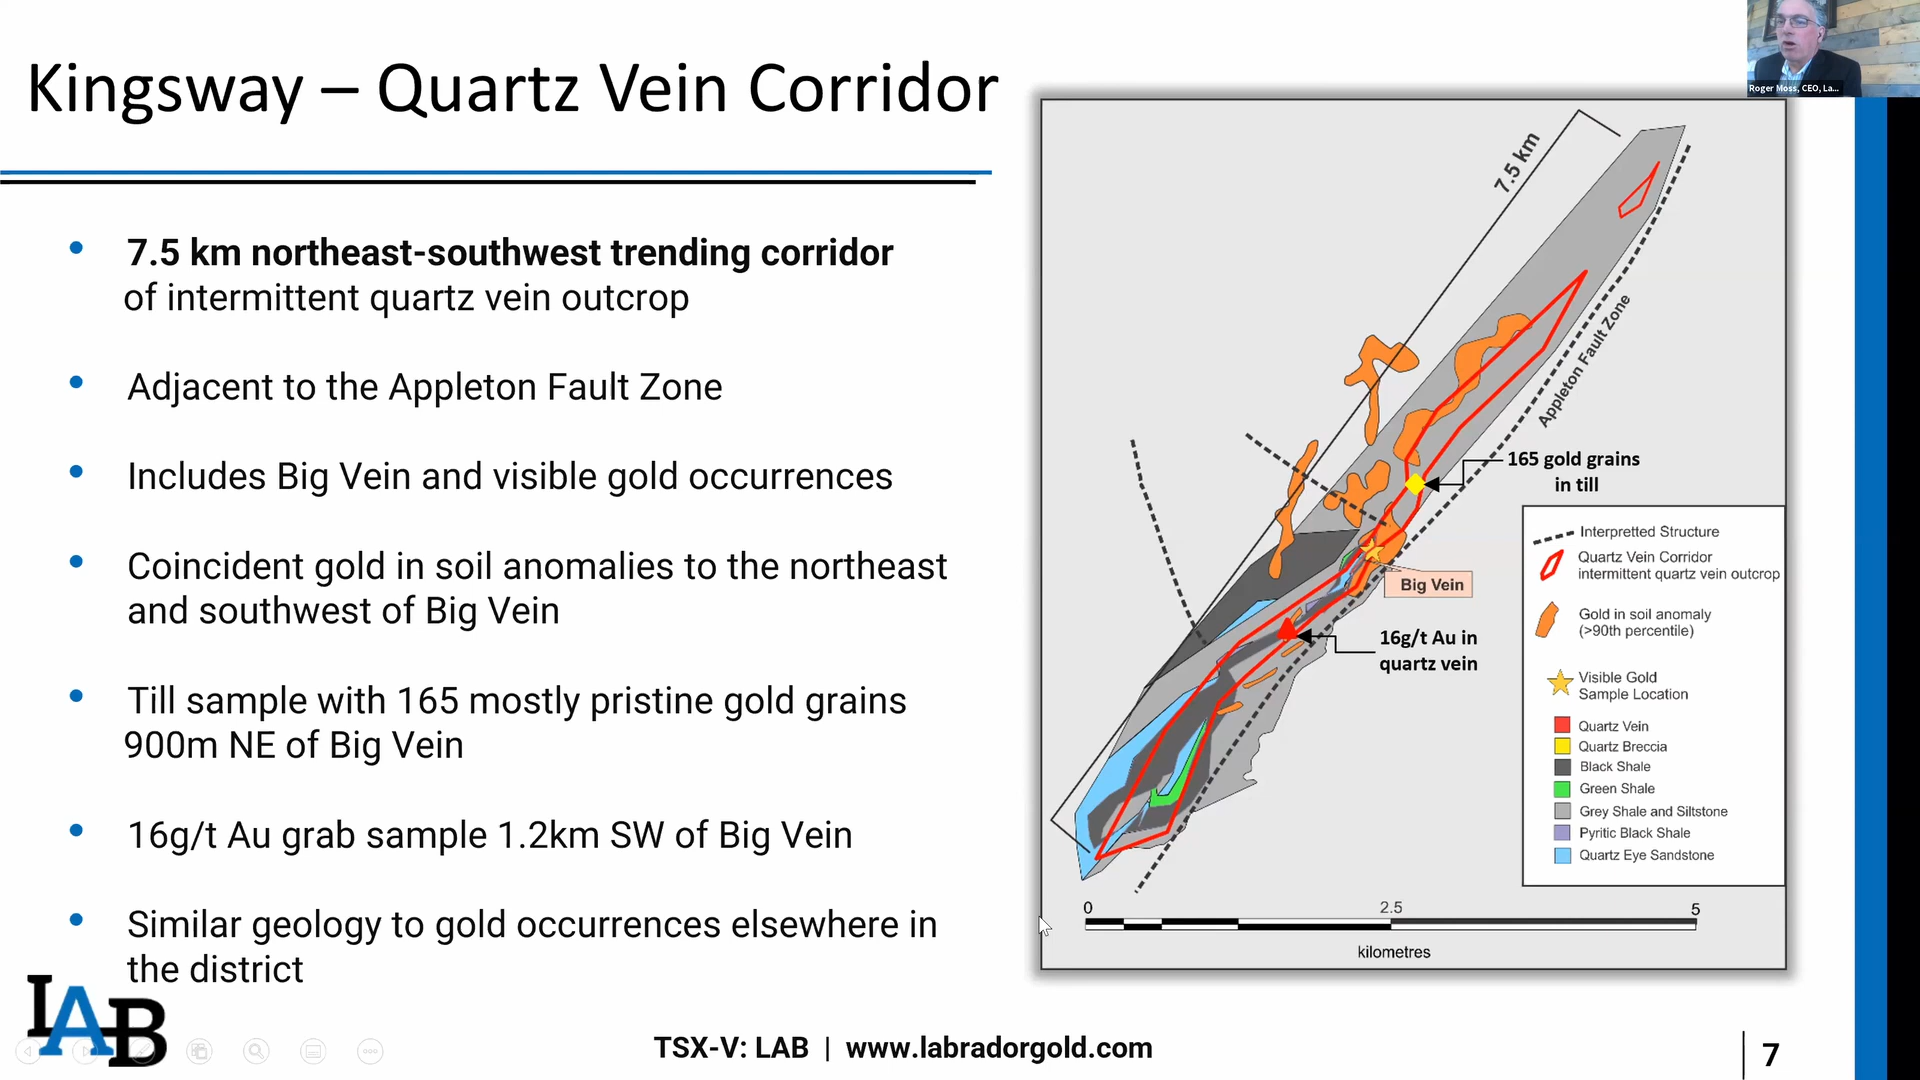 Kingsway – Quartz Vein Corridor
Roger Moss, CEO, La...
• 7.5 km northeast-southwest trending corridor
of intermittent quartz vein outcrop
• Adjacent to the Appleton Fault Zone
• Includes Big Vein and visible gold occurrences
• Coincident gold in soil anomalies to the northeast
and southwest of Big Vein
• Till sample with 165 mostly pristine gold grains
900m NE of Big Vein
• 16g/t Au grab sample 1.2km SW of Big Vein
• Similar geology to gold occurrences elsewhere in
the district
7.5 km
Appleton Fault Zone
165 gold grains
in till
Big Vein
16g/t Au in
quartz vein
Interpretted Structure
Quartz Vein Corridor
intermittent quartz vein outcrop
Gold in soil anomaly
(>90th percentile)
Visible Gold
Sample Location
Quartz Vein
Quartz Breccia
Black Shale
Green Shale
Grey Shale and Siltstone
Pyritic Black Shale
Quartz Eye Sandstone
0 2.5 5
kilometres
LAB
TSX-V: LAB | www.labradorgold.com
7